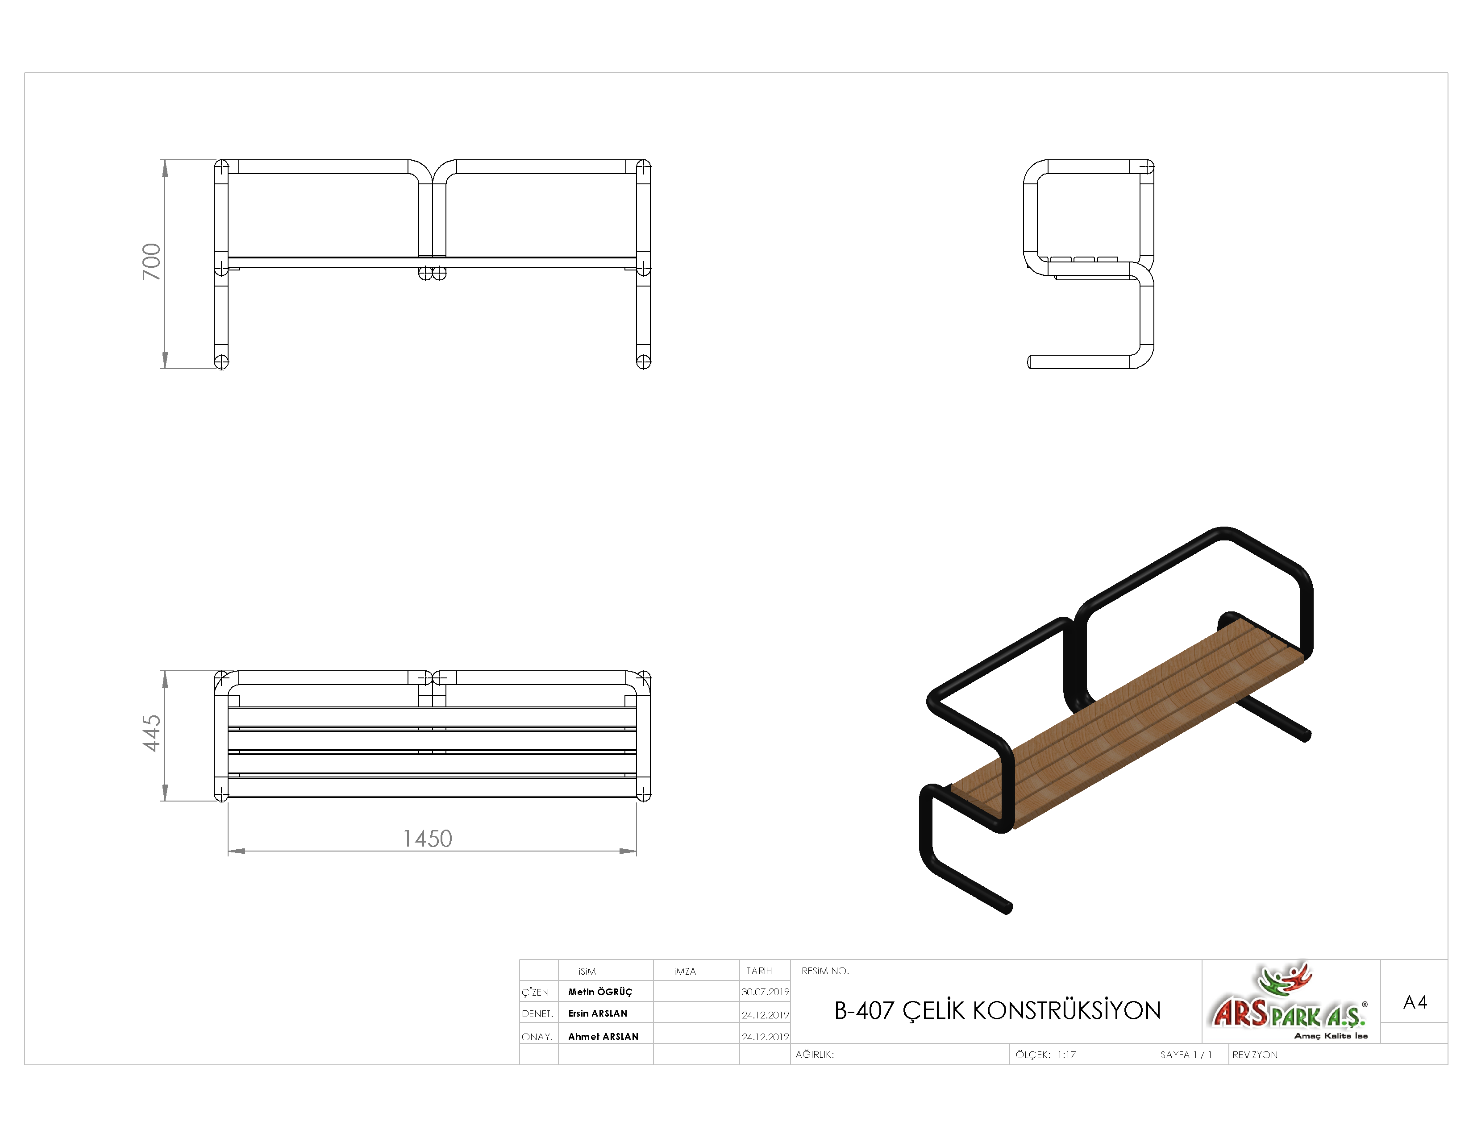 700
445
1450
İSİM
İMZA
TARİH
RESİM NO.
ÇİZEN.
Metin ÖGRÜÇ
30.07.2019
DENET.
Ersin ARSLAN
24.12.2019
ONAY.
Ahmet ARSLAN
24.12.2019
B-407 ÇELİK KONSTRÜKSİYON
ARSPARK A.Ş.®
Amaç Kalite İse
A4
AĞIRLIK:
ÖLÇEK: 1:17
SAYFA 1 / 1
REVİZYON